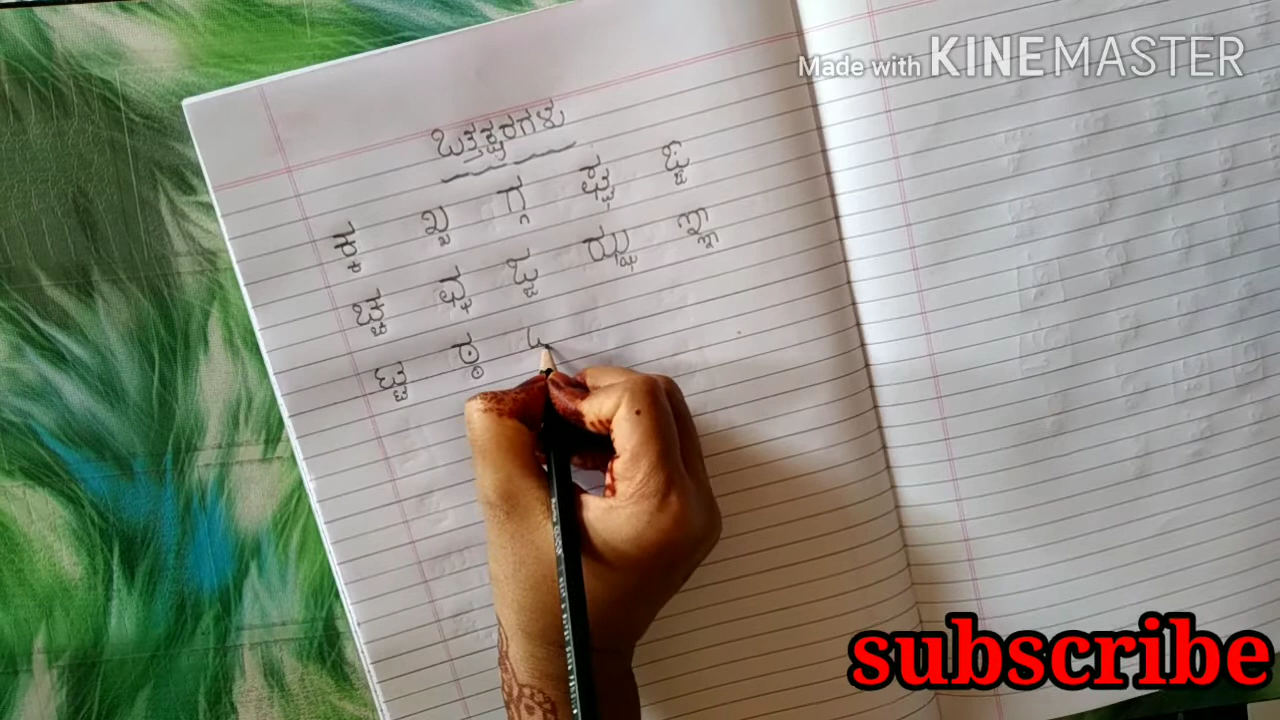 Made with KINEMASTER
ಒತ್ತಕ್ಷರಗಳು
ಕ್ಕ ಖ್ಖ ಗ್ಗ ಘ್ಘ ಙ್ಙ
ಚ್ಚ ಛ್ಛ ಜ್ಜ ಝ್ಝ ಞ್ಞ
ಟ್ಟ ಠ್ಠ
subscribe